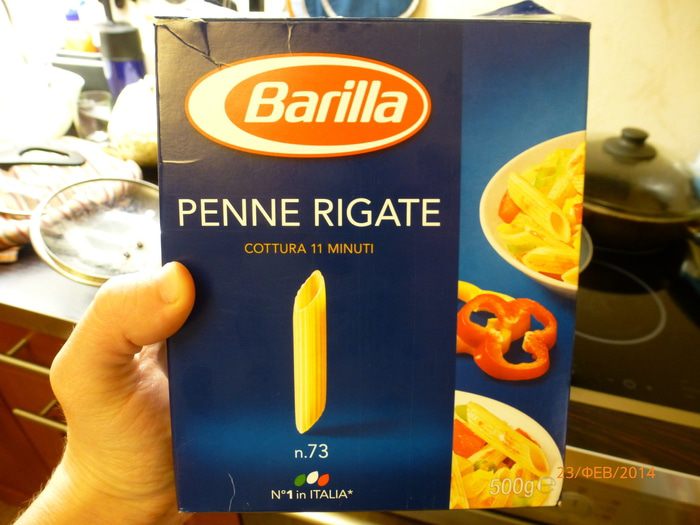 Barilla
PENNE RIGATE
COTTURA 11 MINUTI
n.73
N°1 in ITALIA*
500g e
23/ФЕВ/2014